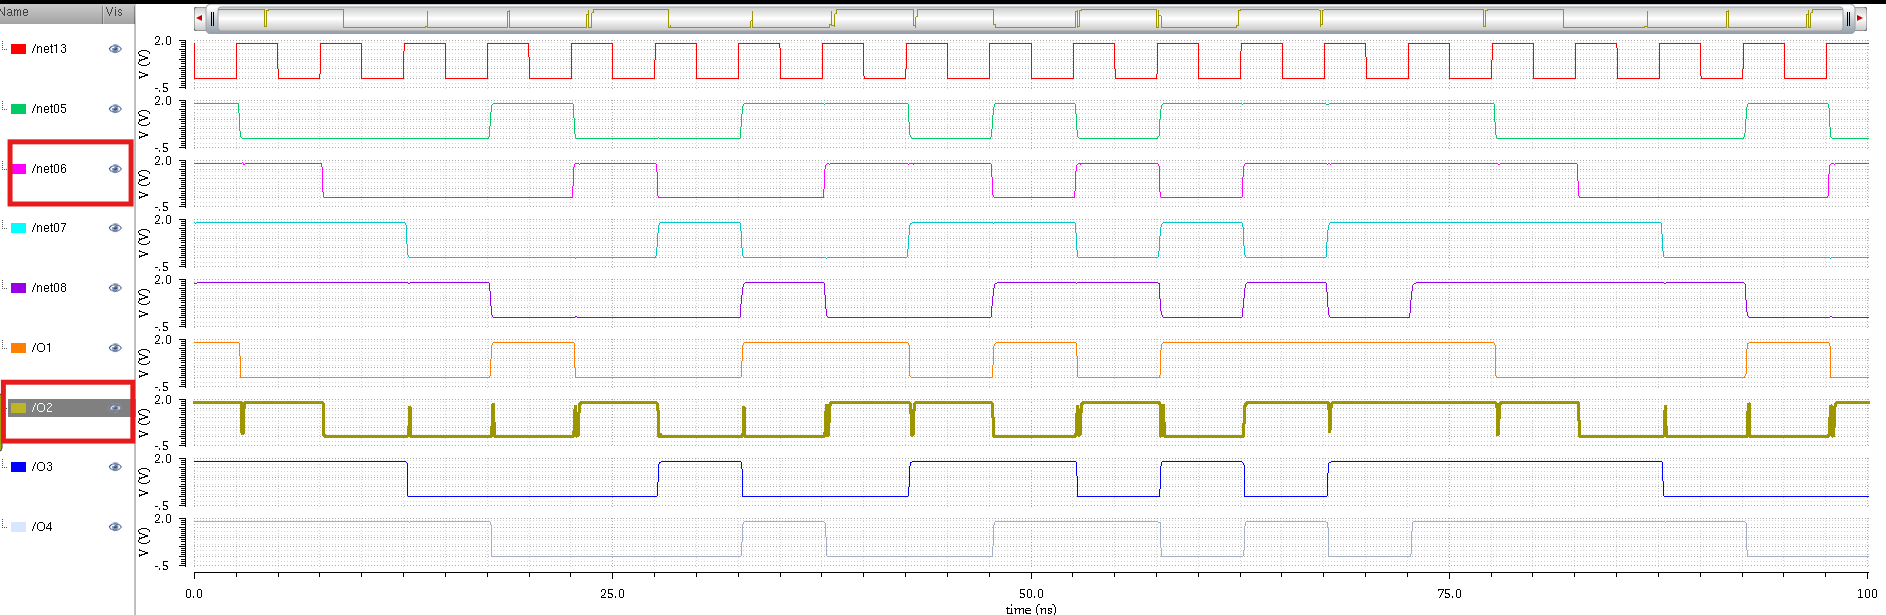 Name Vis
/net13
2.0
V (V)
-.5
/net05
2.0
V (V)
-.5
/net06
2.0
V (V)
-.5
/net07
2.0
V (V)
-.5
/net08
2.0
V (V)
-.5
/O1
2.0
V (V)
-.5
/O2
2.0
V (V)
-.5
/O3
2.0
V (V)
-.5
/O4
2.0
V (V)
-.5
0.0 25.0 50.0 75.0 100
time (ns)